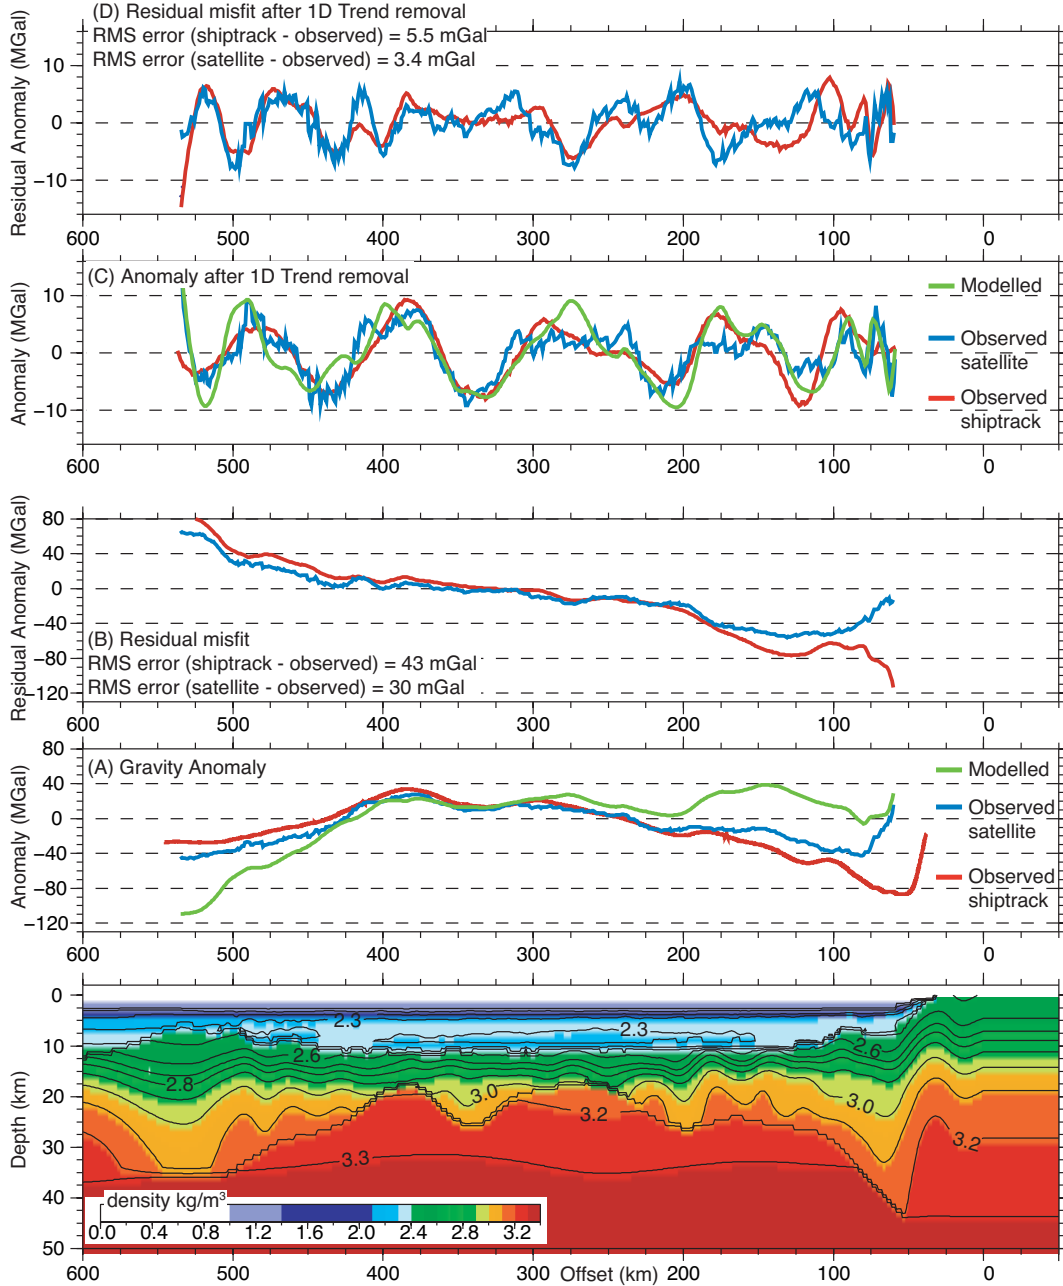 (D) Residual misfit after 1D Trend removal
RMS error (shiptrack - observed) = 5.5 mGal
RMS error (satellite - observed) = 3.4 mGal
Residual Anomaly (MGal)
10
0
−10
600 500 400 300 200 100 0
(C) Anomaly after 1D Trend removal
Anomaly (MGal)
10
0
−10
Modelled
Observed
satellite
Observed
shiptrack
600 500 400 300 200 100 0
Residual Anomaly (MGal)
80
40
0
−40
−80
−120
(B) Residual misfit
RMS error (shiptrack - observed) = 43 mGal
RMS error (satellite - observed) = 30 mGal
600 500 400 300 200 100 0
(A) Gravity Anomaly
Anomaly (MGal)
80
40
0
−40
−80
−120
Modelled
Observed
satellite
Observed
shiptrack
600 500 400 300 200 100 0
Depth (km)
0
10
20
30
40
50
2.3
2.3
2.6
2.6
2.8
3.0
3.0
3.2
3.2
3.3
density kg/m³
0.0 0.4 0.8 1.2 1.6 2.0 2.4 2.8 3.2
600 500 400 300 200 100 0
Offset (km)